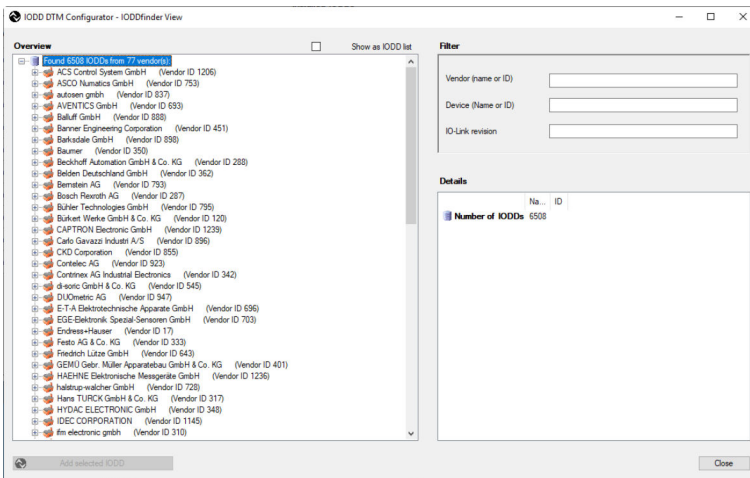 IODD DTM Configurator - IODDfinder View
Overview
Show as IODD list
Found 6508 IODDs from 77 vendor(s):
ACS Control System GmbH (Vendor ID 1206)
ASCO Numatics GmbH (Vendor ID 753)
autosen gmbh (Vendor ID 837)
AVENTICS GmbH (Vendor ID 693)
Balluff GmbH (Vendor ID 888)
Banner Engineering Corporation (Vendor ID 451)
Barksdale GmbH (Vendor ID 898)
Baumer (Vendor ID 350)
Beckhoff Automation GmbH & Co. KG (Vendor ID 288)
Belden Deutschland GmbH (Vendor ID 362)
Bernstein AG (Vendor ID 793)
Bosch Rexroth AG (Vendor ID 287)
Bühler Technologies GmbH (Vendor ID 795)
Bürkert Werke GmbH & Co. KG (Vendor ID 120)
CAPTRON Electronic GmbH (Vendor ID 1239)
Carlo Gavazzi Industri A/S (Vendor ID 896)
CKD Corporation (Vendor ID 855)
Contelec AG (Vendor ID 923)
Contrinex AG Industrial Electronics (Vendor ID 342)
di-soric GmbH & Co. KG (Vendor ID 545)
DUOmetric AG (Vendor ID 947)
E-T-A Elektrotechnische Apparate GmbH (Vendor ID 696)
EGE-Elektronik Spezial-Sensoren GmbH (Vendor ID 703)
Endress+Hauser (Vendor ID 17)
Festo AG & Co. KG (Vendor ID 333)
Friedrich Lütze GmbH (Vendor ID 643)
GEMÜ Gebr. Müller Apparatebau GmbH & Co. KG (Vendor ID 401)
HAEHNE Elektronische Messgeräte GmbH (Vendor ID 1236)
halstrup-walcher GmbH (Vendor ID 728)
Hans TURCK GmbH & Co. KG (Vendor ID 317)
HYDAC ELECTRONIC GmbH (Vendor ID 348)
IDEC CORPORATION (Vendor ID 1145)
ifm electronic gmbh (Vendor ID 310)
Add selected IODD
Filter
Vendor (name or ID)
Device (Name or ID)
IO-Link revision
Details
Na... ID
Number of IODDs 6508
Close